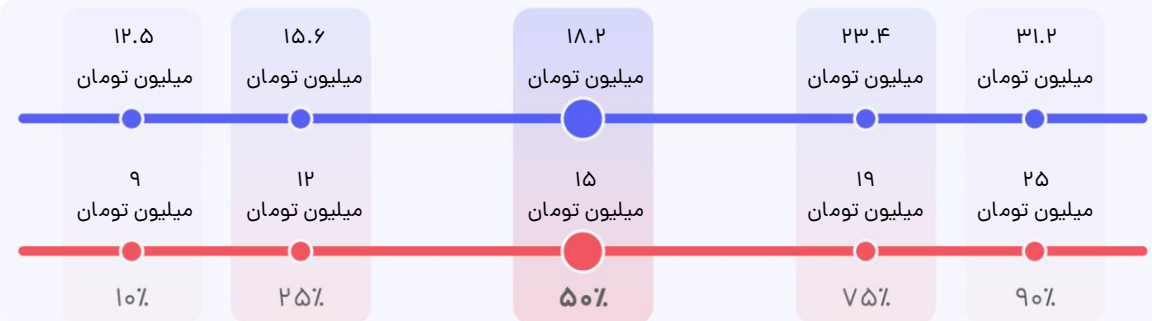 ۱۲.۵ ۱۵.۶ ۱۸.۲ ۲۳.۴ ۳۱.۲
میلیون تومان میلیون تومان میلیون تومان میلیون تومان میلیون تومان
۹ ۱۲ ۱۵ ۱۹ ۲۵
میلیون تومان میلیون تومان میلیون تومان میلیون تومان میلیون تومان
۱۰٪ ۲۵٪ ۵۰٪ ۷۵٪ ۹۰٪